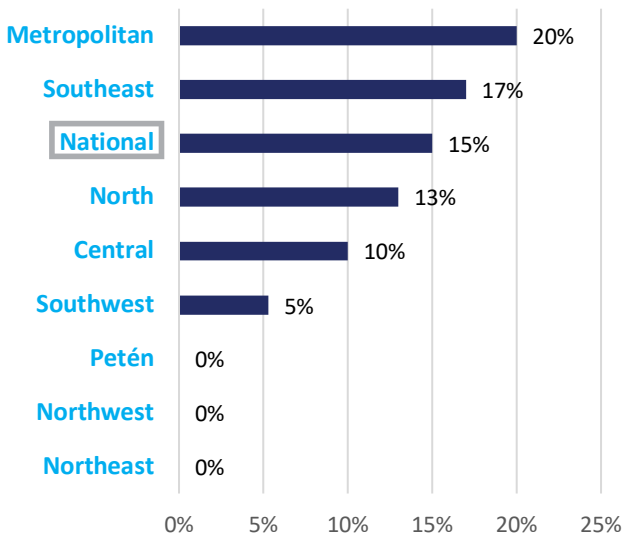 Metropolitan 20%
Southeast 17%
National 15%
North 13%
Central 10%
Southwest 5%
Petén 0%
Northwest 0%
Northeast 0%
0% 5% 10% 15% 20% 25%